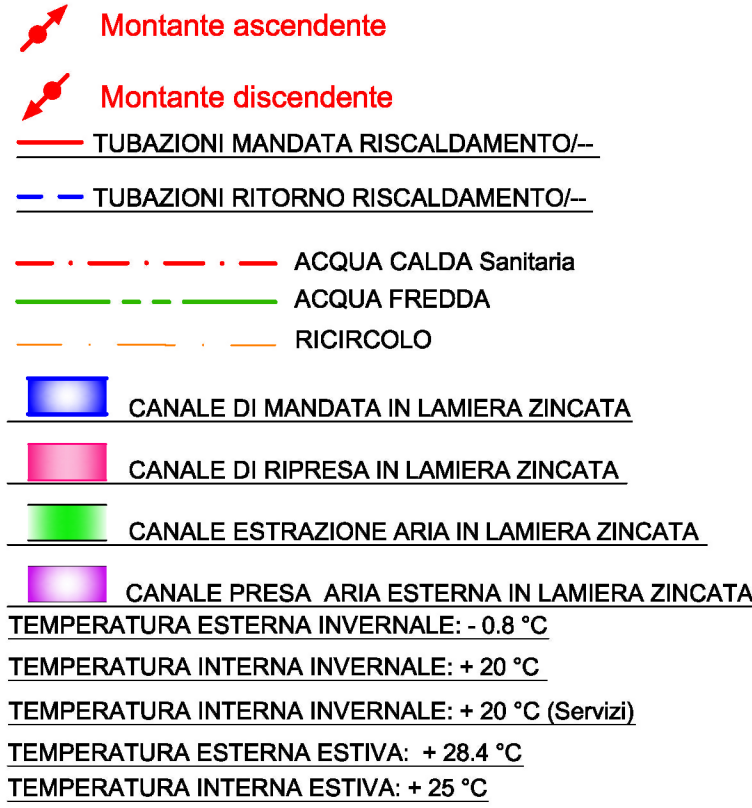 Montante ascendente
Montante discendente
TUBAZIONI MANDATA RISCALDAMENTO/--
TUBAZIONI RITORNO RISCALDAMENTO/--
ACQUA CALDA Sanitaria
ACQUA FREDDA
RICIRCOLO
CANALE DI MANDATA IN LAMIERA ZINCATA
CANALE DI RIPRESA IN LAMIERA ZINCATA
CANALE ESTRAZIONE ARIA IN LAMIERA ZINCATA
CANALE PRESA ARIA ESTERNA IN LAMIERA ZINCATA
TEMPERATURA ESTERNA INVERNALE: - 0.8 °C
TEMPERATURA INTERNA INVERNALE: + 20 °C
TEMPERATURA INTERNA INVERNALE: + 20 °C (Servizi)
TEMPERATURA ESTERNA ESTIVA: + 28.4 °C
TEMPERATURA INTERNA ESTIVA: + 25 °C